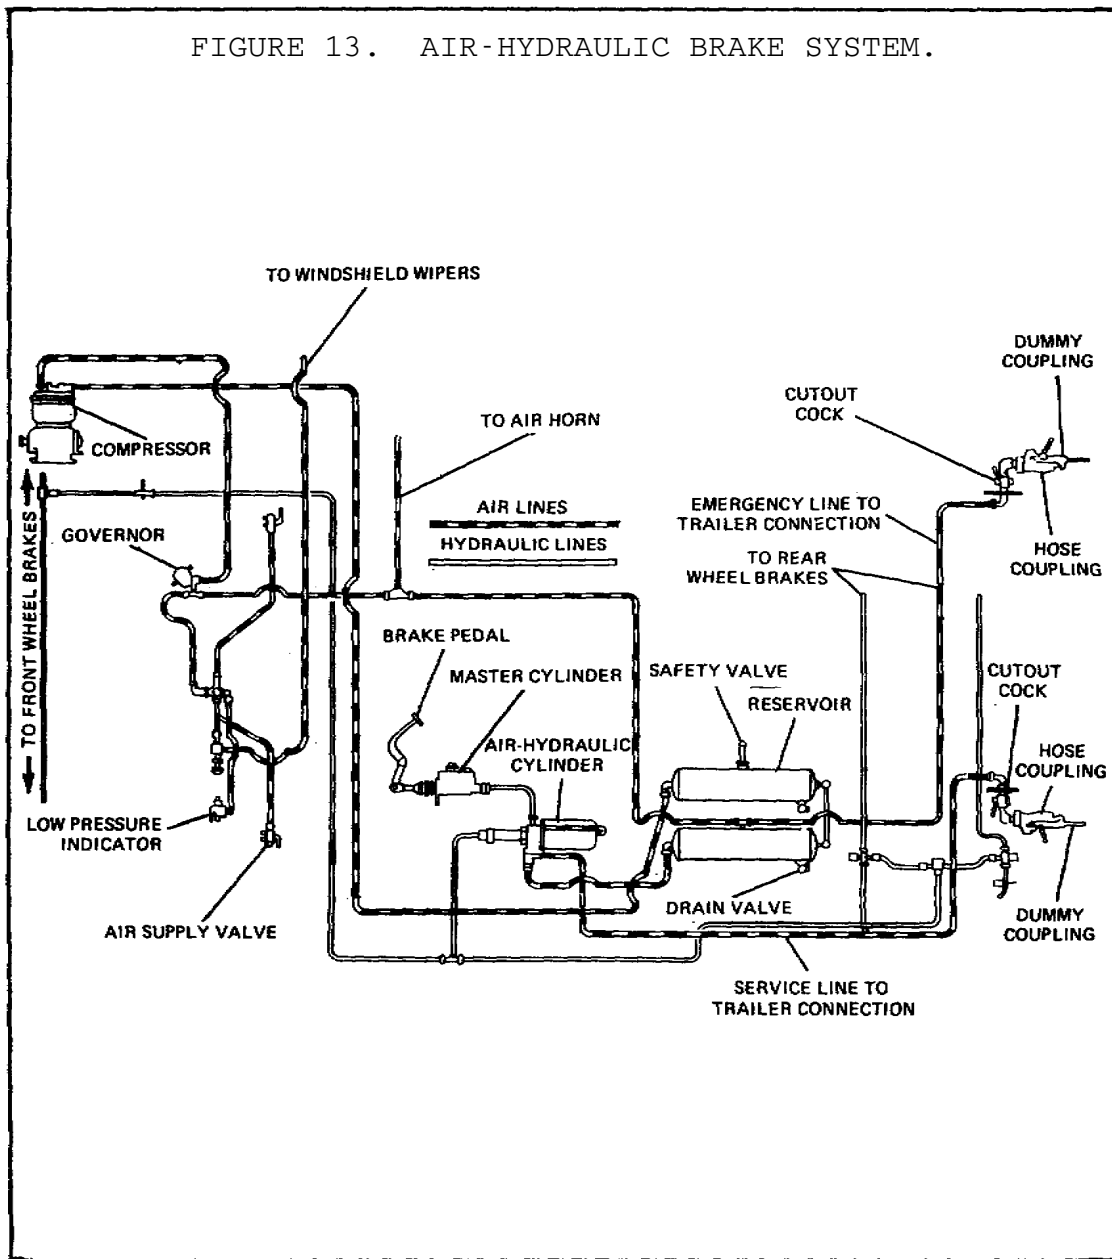 FIGURE 13. AIR-HYDRAULIC BRAKE SYSTEM.
TO WINDSHIELD WIPERS
DUMMY
COUPLING
CUTOUT
COCK
TO AIR HORN
COMPRESSOR
AIR LINES
HYDRAULIC LINES
EMERGENCY LINE TO
TRAILER CONNECTION
GOVERNOR
TO REAR
WHEEL BRAKES
HOSE
COUPLING
TO FRONT WHEEL BRAKES
BRAKE PEDAL
MASTER CYLINDER
SAFETY VALVE
RESERVOIR
CUTOUT
COCK
AIR-HYDRAULIC
CYLINDER
HOSE
COUPLING
LOW PRESSURE
INDICATOR
AIR SUPPLY VALVE
DRAIN VALVE
DUMMY
COUPLING
SERVICE LINE TO
TRAILER CONNECTION